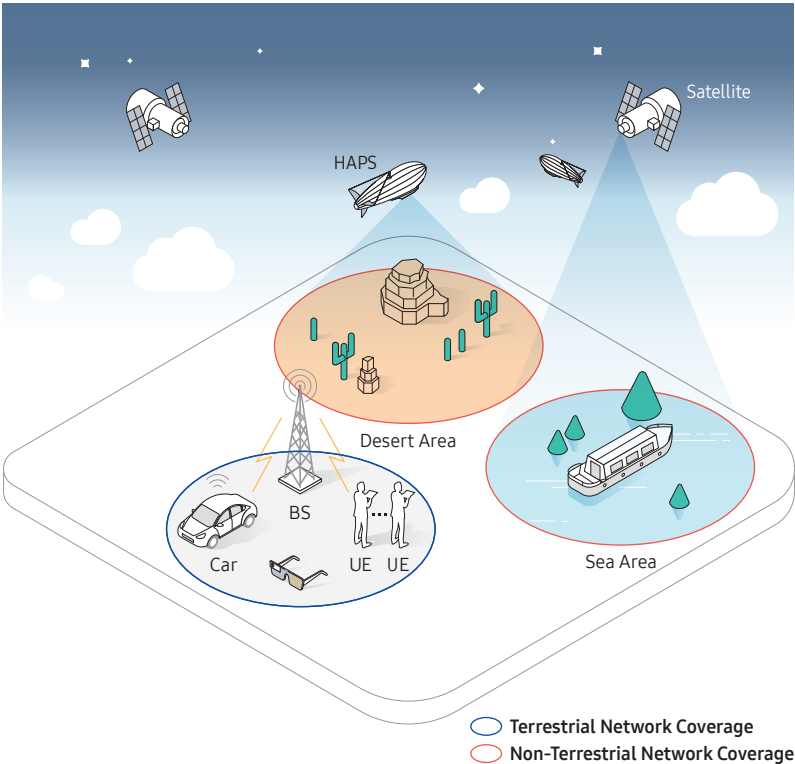 Satellite
HAPS
Desert Area
BS
Car
UE UE
Sea Area
Terrestrial Network Coverage
Non-Terrestrial Network Coverage